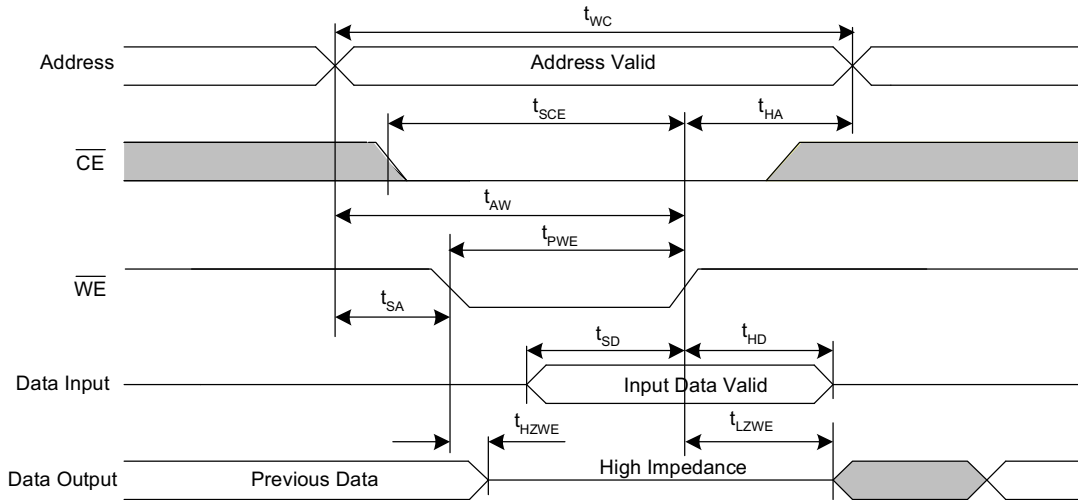 tWC
Address
Address Valid
tSCE
tHA
CE
tAW
tPWE
WE
tSA
tSD
tHD
Data Input
Input Data Valid
tHZWE
tLZWE
Data Output
Previous Data
High Impedance